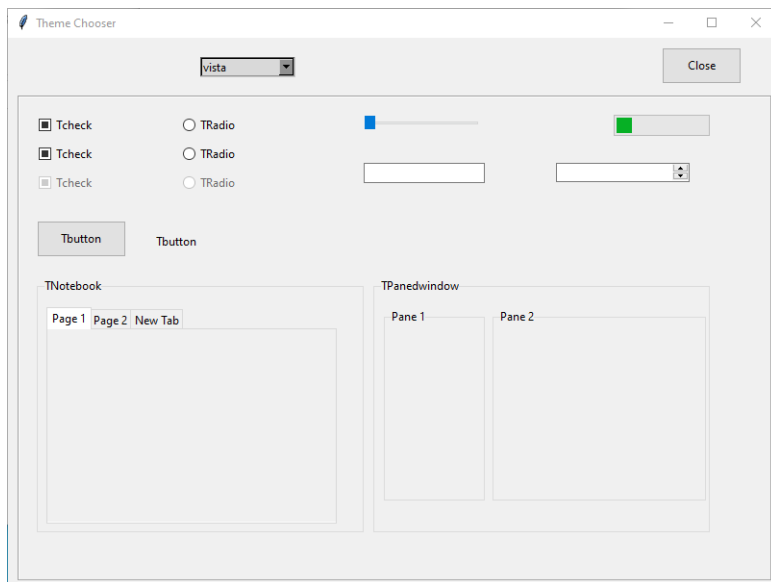 Theme Chooser
vista
Close
Tcheck TRadio
Tcheck TRadio
Tcheck TRadio
Tbutton Tbutton
TNotebook TPanedwindow
Page 1 Page 2 New Tab
Pane 1 Pane 2